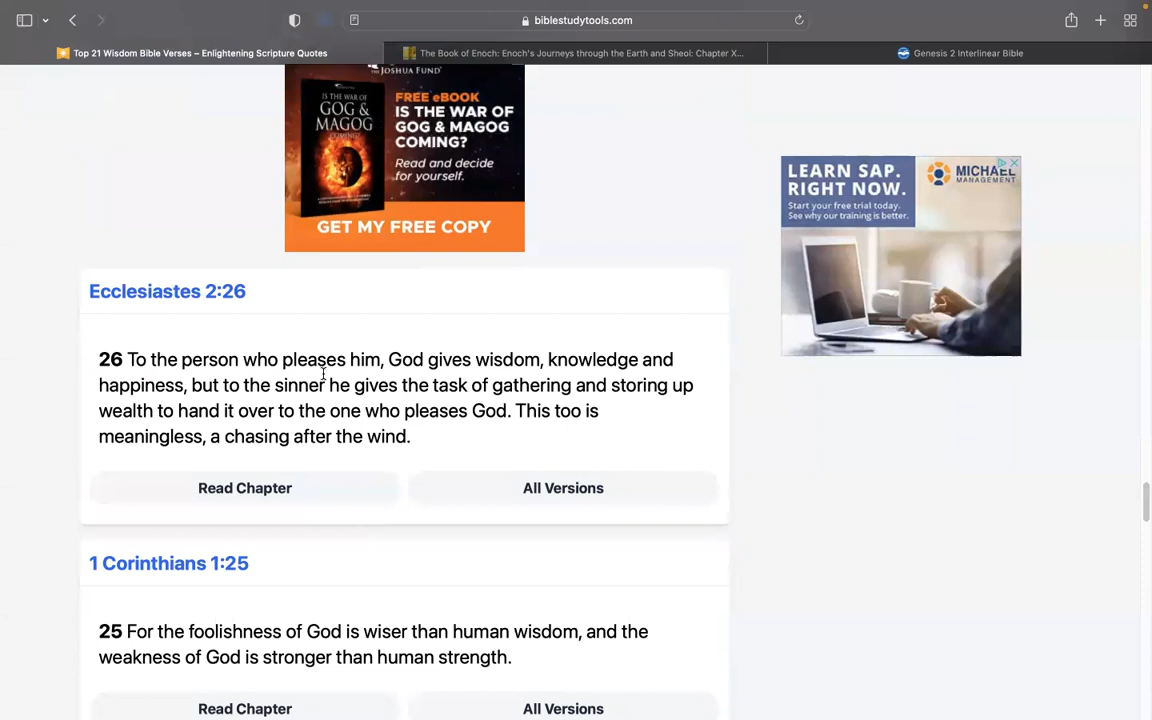 biblestudytools.com
Top 21 Wisdom Bible Verses – Enlightening Scripture Quotes
The Book of Enoch: Enoch's Journeys through the Earth and Sheol: Chapter X...
Genesis 2 Interlinear Bible
THE JOSHUA FUND
IS THE WAR OF
GOG &
MAGOG
COMING?
FREE eBOOK
IS THE WAR OF
GOG & MAGOG
COMING?
Read and decide
for yourself.
GET MY FREE COPY
LEARN SAP.
RIGHT NOW.
Start your free trial today.
See why our training is better.
MICHAEL
MANAGEMENT
Ecclesiastes 2:26
26 To the person who pleases him, God gives wisdom, knowledge and
happiness, but to the sinner he gives the task of gathering and storing up
wealth to hand it over to the one who pleases God. This too is
meaningless, a chasing after the wind.
Read Chapter
All Versions
1 Corinthians 1:25
25 For the foolishness of God is wiser than human wisdom, and the
weakness of God is stronger than human strength.
Read Chapter
All Versions